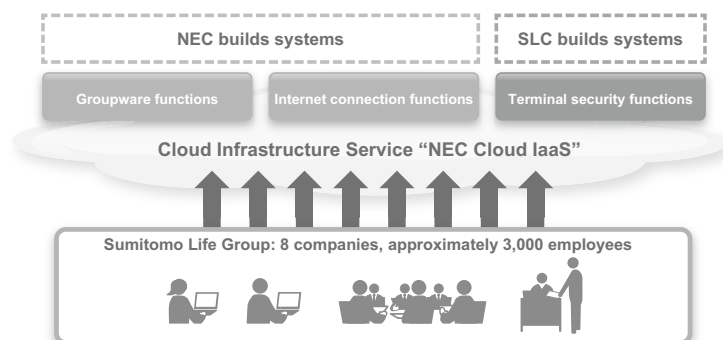 NEC builds systems
SLC builds systems
Groupware functions
Internet connection functions
Terminal security functions
Cloud Infrastructure Service “NEC Cloud IaaS”
Sumitomo Life Group: 8 companies, approximately 3,000 employees